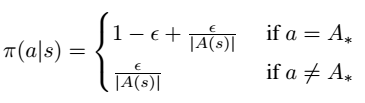 π(a|s) = { 1 − ϵ + ϵ/|A(s)| if a = A∗
ϵ/|A(s)| if a ≠ A∗